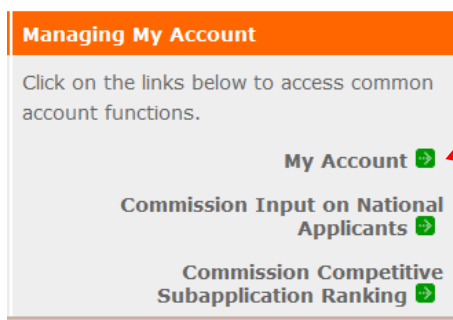 Managing My Account
Click on the links below to access common
account functions.
My Account
Commission Input on National
Applicants
Commission Competitive
Subapplication Ranking